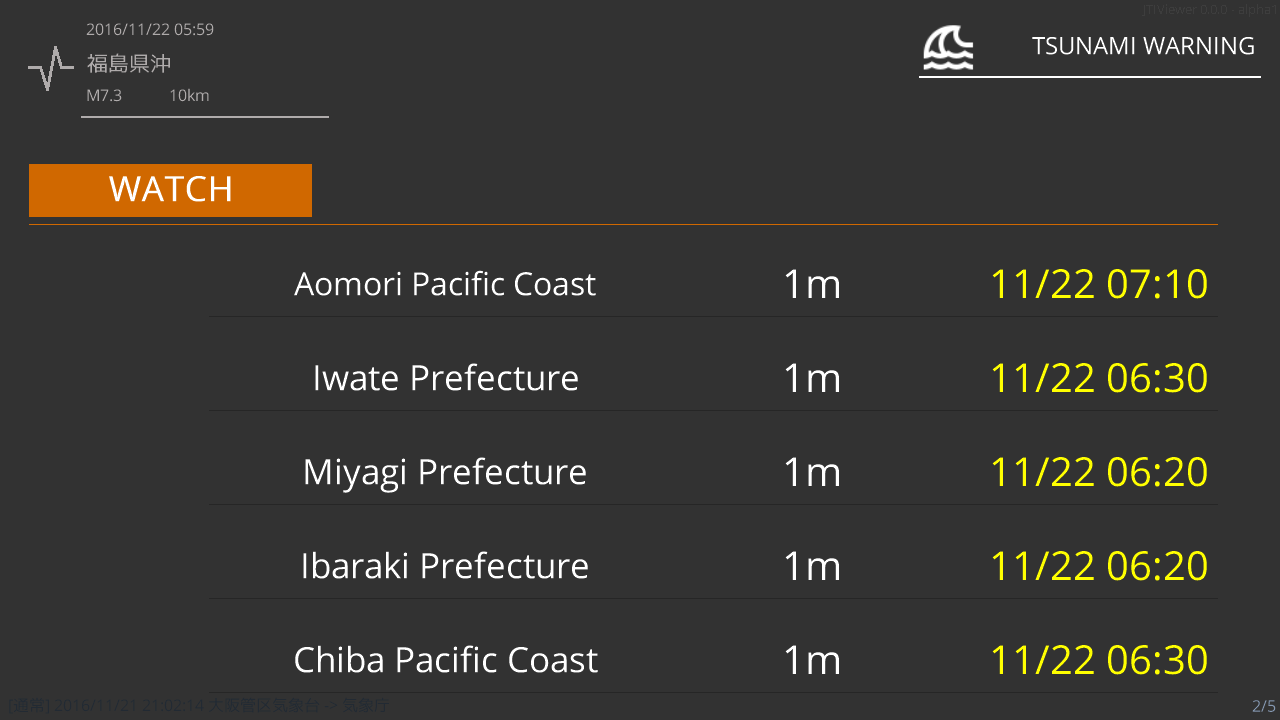 JTIViewer 0.0.0 - alpha
2016/11/22 05:59
福島県沖
M7.3 10km
TSUNAMI WARNING
WATCH
Aomori Pacific Coast 1m 11/22 07:10
Iwate Prefecture 1m 11/22 06:30
Miyagi Prefecture 1m 11/22 06:20
Ibaraki Prefecture 1m 11/22 06:20
Chiba Pacific Coast 1m 11/22 06:30
[通常] 2016/11/21 21:02:14 大阪管区気象台 -> 気象庁
2/5